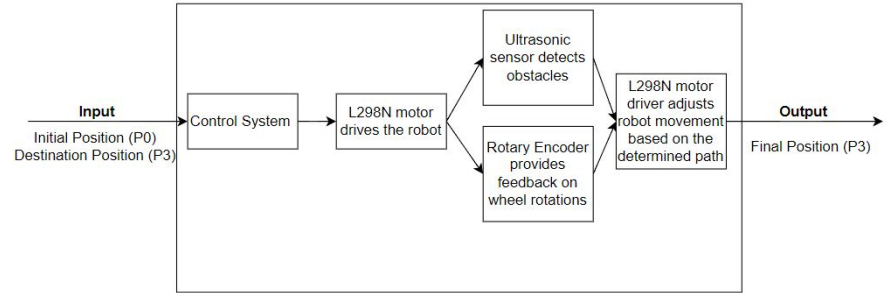 Input
Initial Position (P0)
Destination Position (P3)
Control System
L298N motor
drives the robot
Ultrasonic
sensor detects
obstacles
Rotary Encoder
provides
feedback on
wheel rotations
L298N motor
driver adjusts
robot movement
based on the
determined path
Output
Final Position (P3)